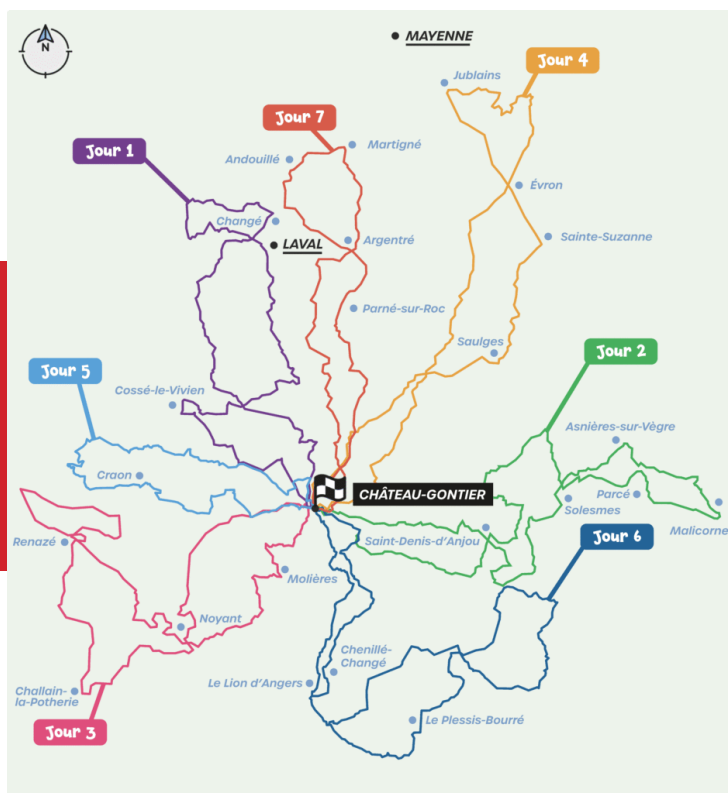 N
MAYENNE
Jour 4
Jublains
Jour 7
Martigné
Jour 1
Andouillé
Évron
Changé
LAVAL
Argentré
Sainte-Suzanne
Parné-sur-Roc
Saulges
Jour 2
Jour 5
Cossé-le-Vivien
Asnières-sur-Vègre
Craon
CHÂTEAU-GONTIER
Parcé
Solesmes
Malicorne
Saint-Denis-d'Anjou
Jour 6
Renazé
Molières
Noyant
Chenillé-
Changé
Le Lion d'Angers
Challain-
la-Potherie
Le Plessis-Bourré
Jour 3